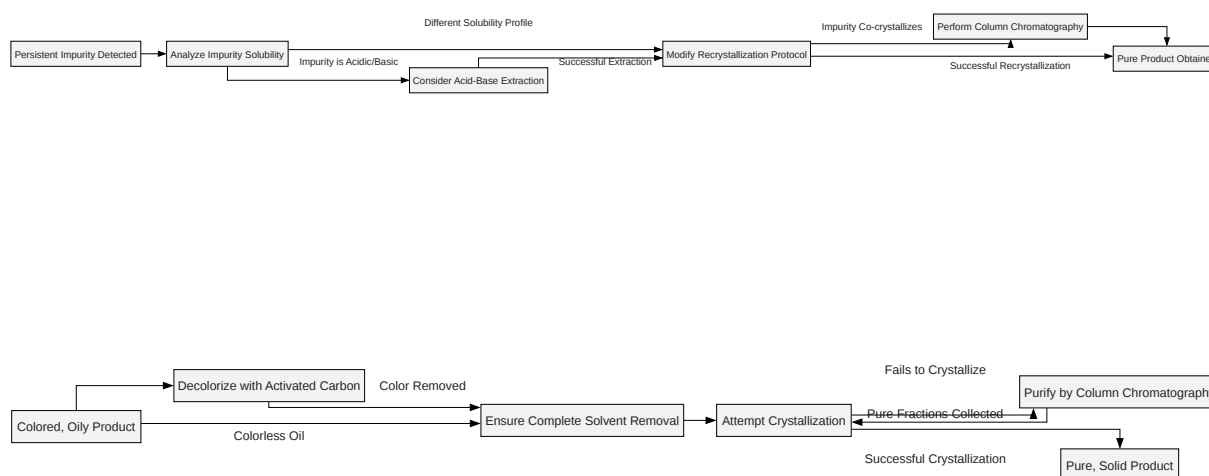 Different Solubility Profile
Impurity Co-crystallizes
Perform Column Chromatography
Persistent Impurity Detected
Analyze Impurity Solubility
Impurity is Acidic/Basic
Successful Extraction
Modify Recrystallization Protocol
Successful Recrystallization
Pure Product Obtaine
Consider Acid-Base Extraction
Fails to Crystallize
Decolorize with Activated Carbon
Color Removed
Purify by Column Chromatography
Colored, Oily Product
Colorless Oil
Ensure Complete Solvent Removal
Attempt Crystallization
Pure Fractions Collected
Successful Crystallization
Pure, Solid Product